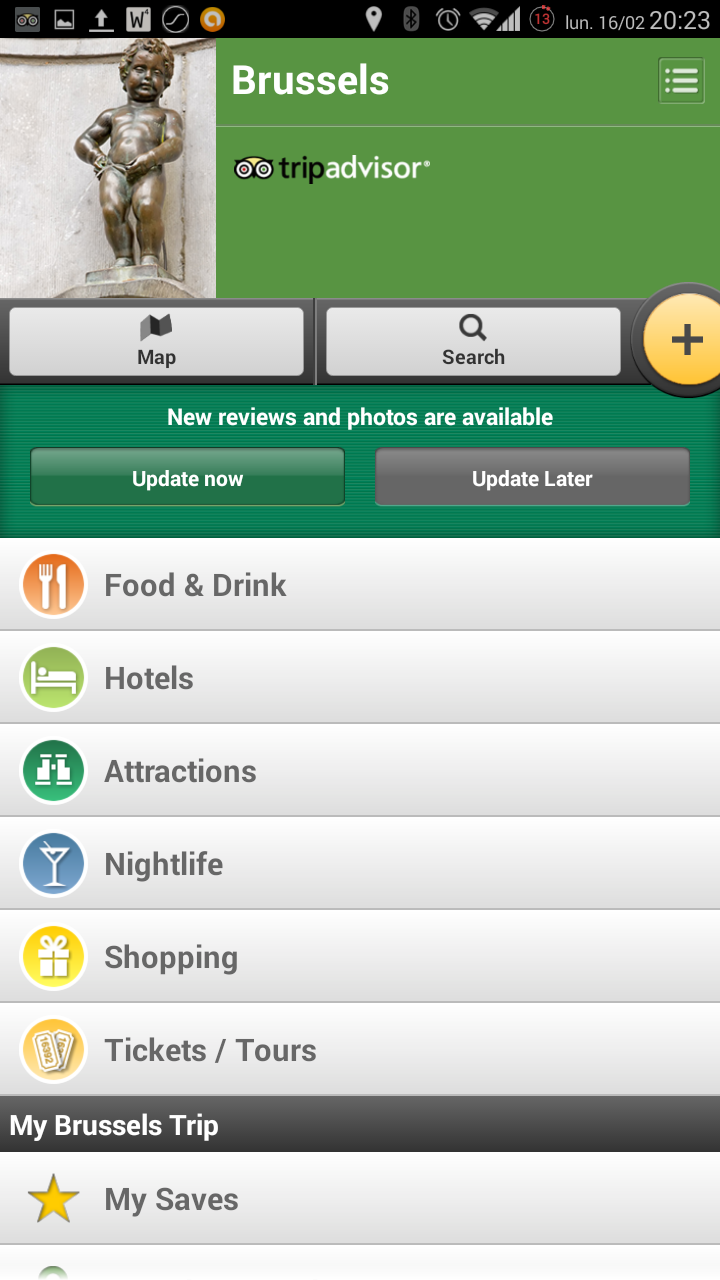 W
13
lun. 16/02 20:23
Brussels
tripadvisor®
Map
Search
New reviews and photos are available
Update now
Update Later
Food & Drink
Hotels
Attractions
Nightlife
Shopping
Tickets / Tours
My Brussels Trip
My Saves